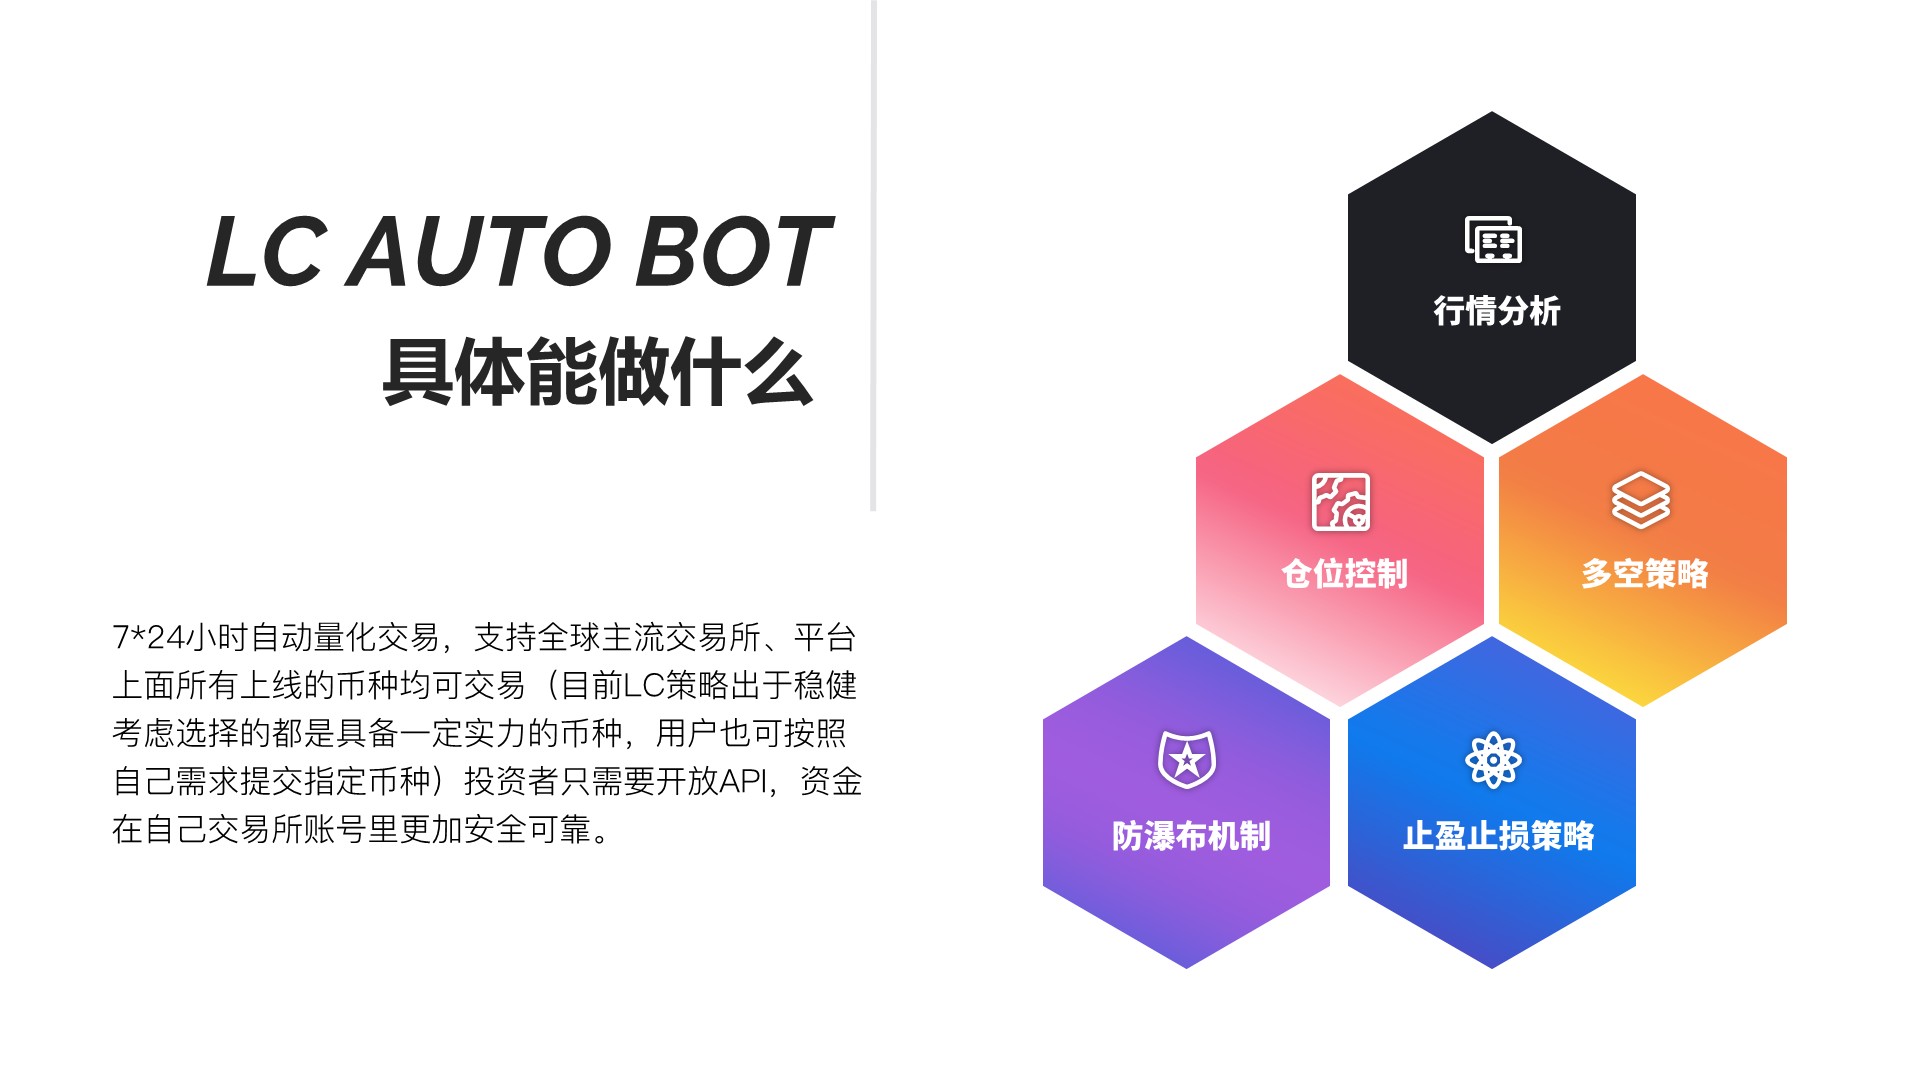 LC AUTO BOT
具体能做什么
7*24小时自动量化交易，支持全球主流交易所、平台
上面所有上线的币种均可交易（目前LC策略出于稳健
考虑选择的都是具备一定实力的币种，用户也可按照
自己需求提交指定币种）投资者只需要开放API，资金
在自己交易所账号里更加安全可靠。
行情分析
仓位控制
多空策略
防瀑布机制
止盈止损策略